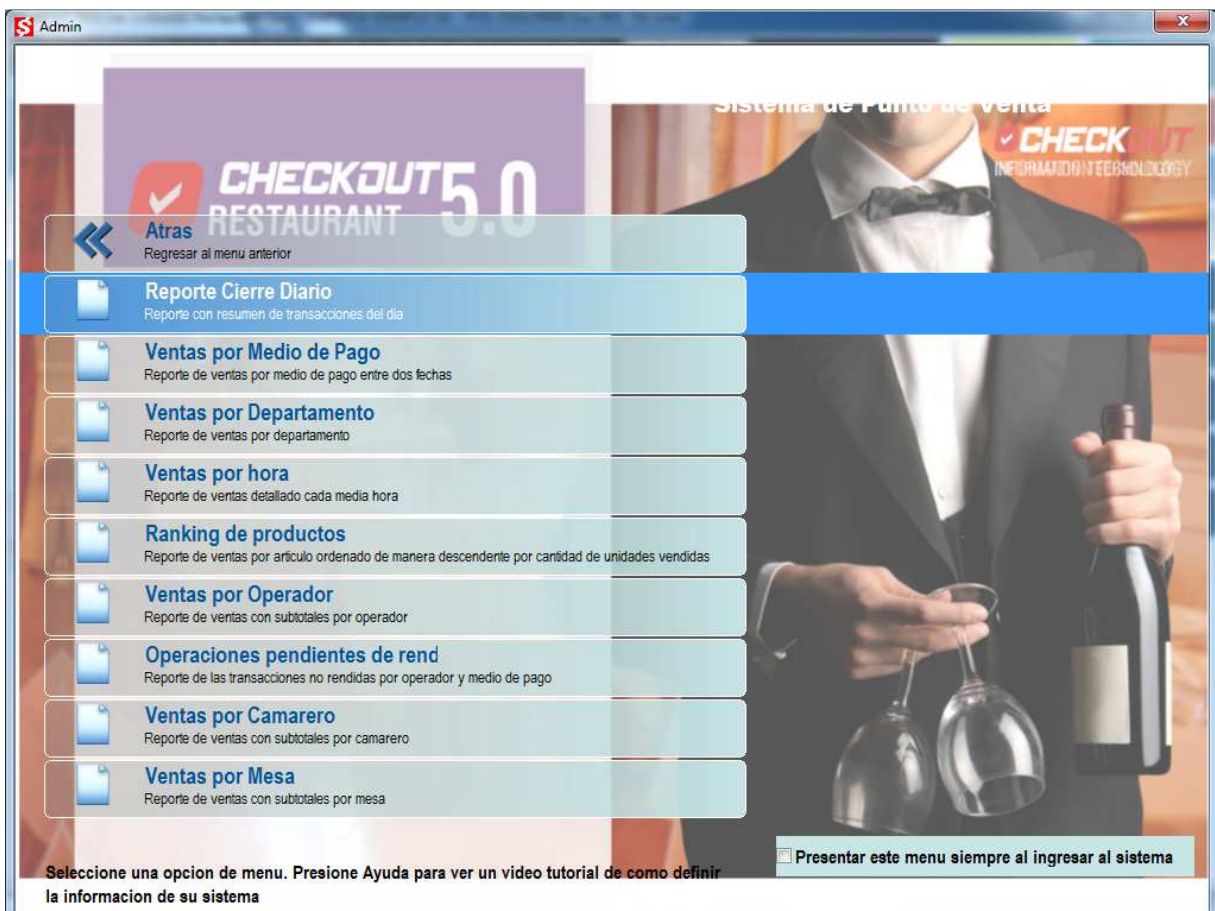 Admin
Sistema de Punto de Venta
CHECKOUT
INFORMATION TECHNOLOGY
CHECKOUT 5.0
RESTAURANT
Atras
Regresar al menu anterior
Reporte Cierre Diario
Reporte con resumen de transacciones del dia
Ventas por Medio de Pago
Reporte de ventas por medio de pago entre dos fechas
Ventas por Departamento
Reporte de ventas por departamento
Ventas por hora
Reporte de ventas detallado cada media hora
Ranking de productos
Reporte de ventas por articulo ordenado de manera descendente por cantidad de unidades vendidas
Ventas por Operador
Reporte de ventas con subtotales por operador
Operaciones pendientes de rend
Reporte de las transacciones no rendidas por operador y medio de pago
Ventas por Camarero
Reporte de ventas con subtotales por camarero
Ventas por Mesa
Reporte de ventas con subtotales por mesa
Presentar este menu siempre al ingresar al sistema
Seleccione una opcion de menu. Presione Ayuda para ver un video tutorial de como definir
la informacion de su sistema